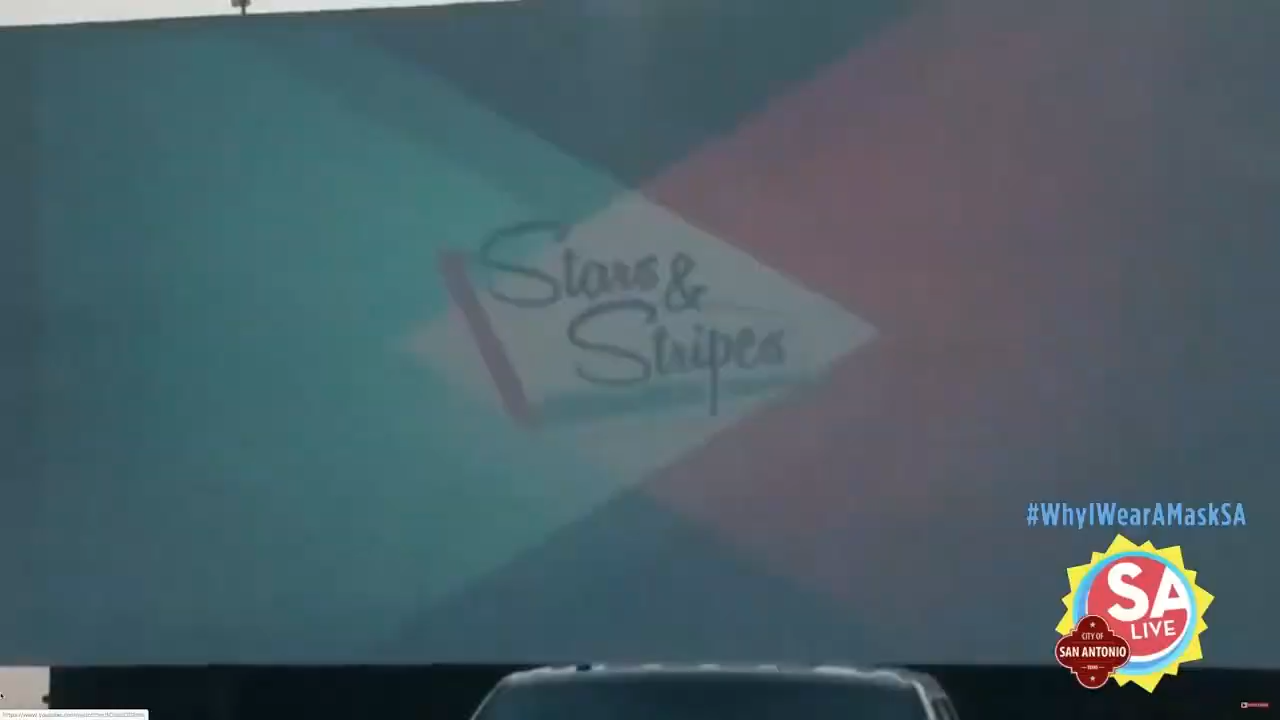 Stars &
Stripes
#WhyIWearAMaskSA
SA
LIVE
CITY OF
SAN ANTONIO